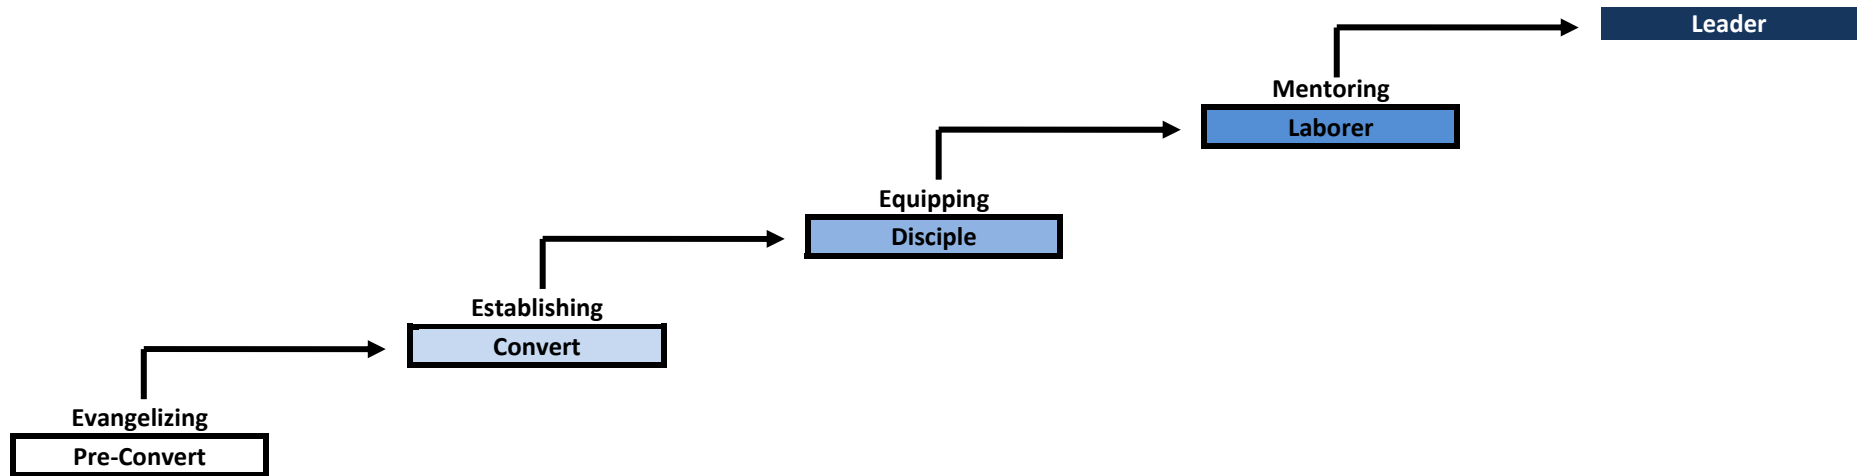 Leader
Mentoring
Laborer
Equipping
Disciple
Establishing
Convert
Evangelizing
Pre-Convert